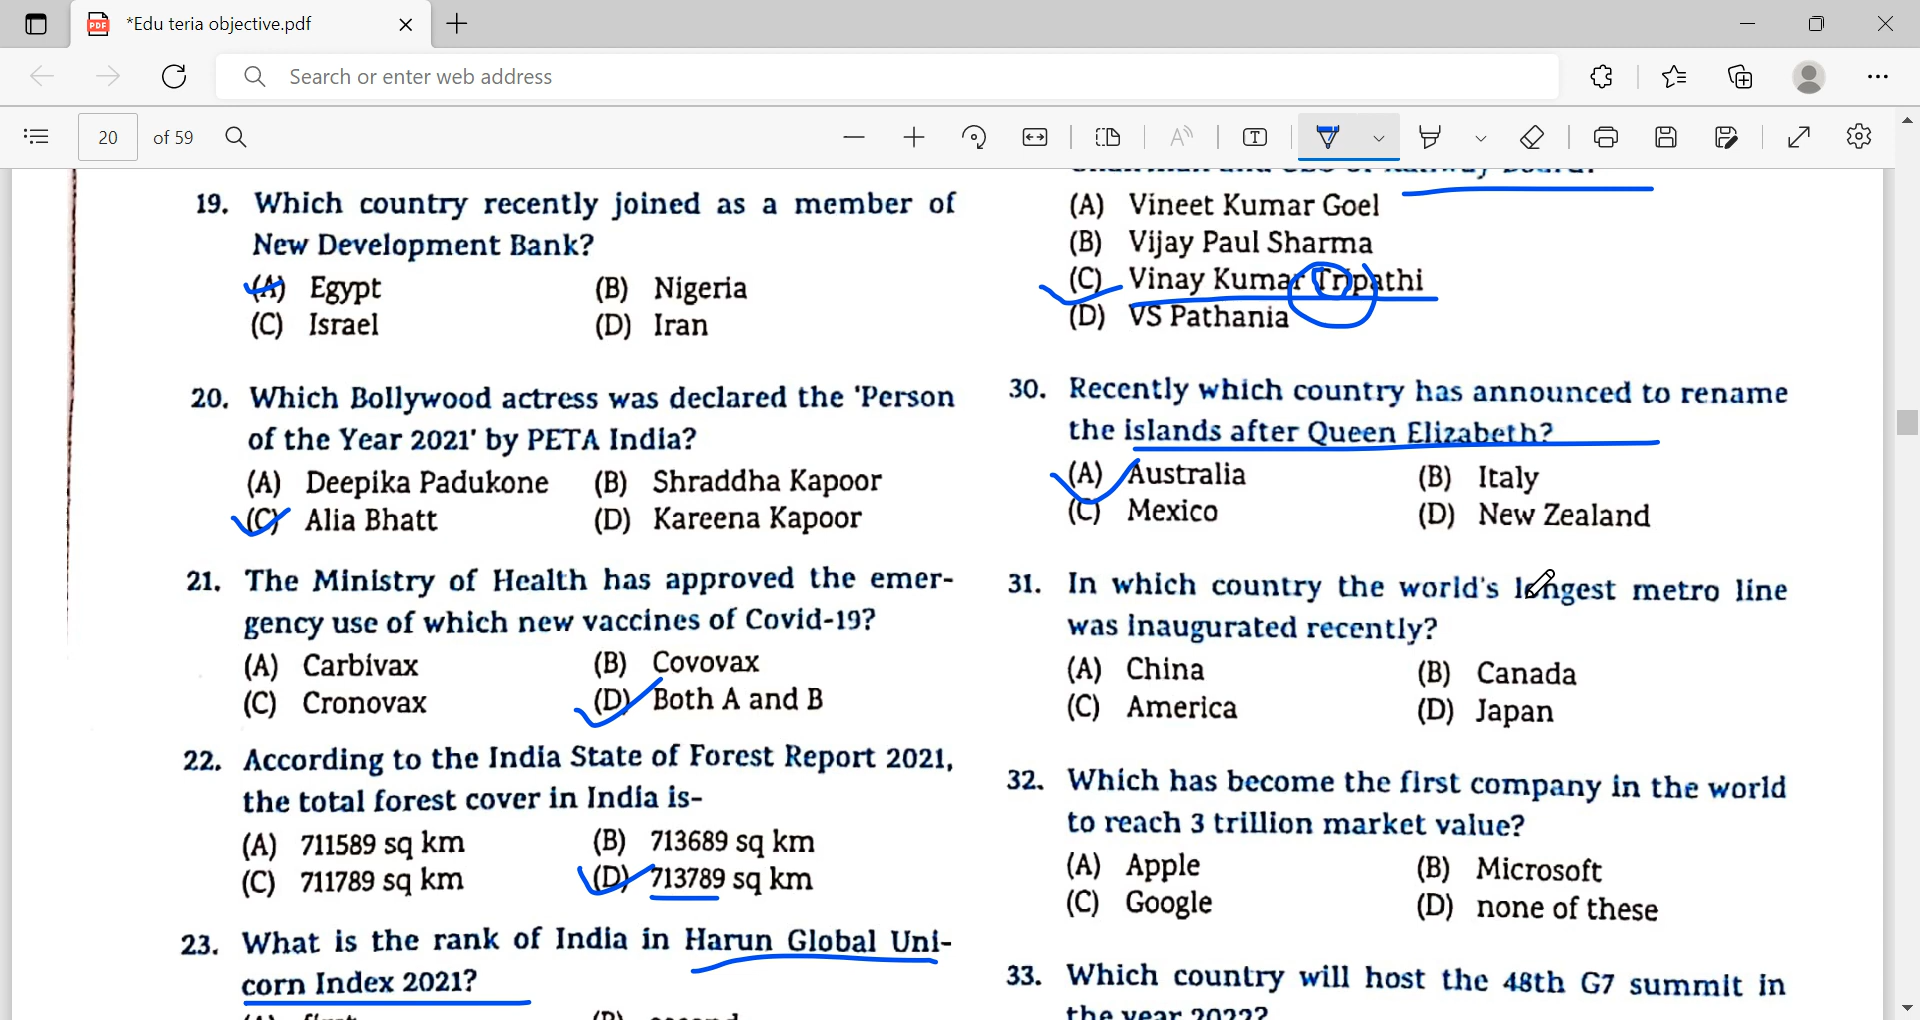 *Edu teria objective.pdf
Search or enter web address
20 of 59
19. Which country recently joined as a member of
New Development Bank?
(A) Egypt (B) Nigeria
(C) Israel (D) Iran
20. Which Bollywood actress was declared the 'Person
of the Year 2021' by PETA India?
(A) Deepika Padukone (B) Shraddha Kapoor
(C) Alia Bhatt (D) Kareena Kapoor
21. The Ministry of Health has approved the emer-
gency use of which new vaccines of Covid-19?
(A) Carbivax (B) Covovax
(C) Cronovax (D) Both A and B
22. According to the India State of Forest Report 2021,
the total forest cover in India is-
(A) 711589 sq km (B) 713689 sq km
(C) 711789 sq km (D) 713789 sq km
23. What is the rank of India in Harun Global Uni-
corn Index 2021?
(A) Vineet Kumar Goel
(B) Vijay Paul Sharma
(C) Vinay Kumar Tripathi
(D) VS Pathania
30. Recently which country has announced to rename
the islands after Queen Elizabeth?
(A) Australia (B) Italy
(C) Mexico (D) New Zealand
31. In which country the world's longest metro line
was inaugurated recently?
(A) China (B) Canada
(C) America (D) Japan
32. Which has become the first company in the world
to reach 3 trillion market value?
(A) Apple (B) Microsoft
(C) Google (D) none of these
33. Which country will host the 48th G7 summit in
the year 2022?